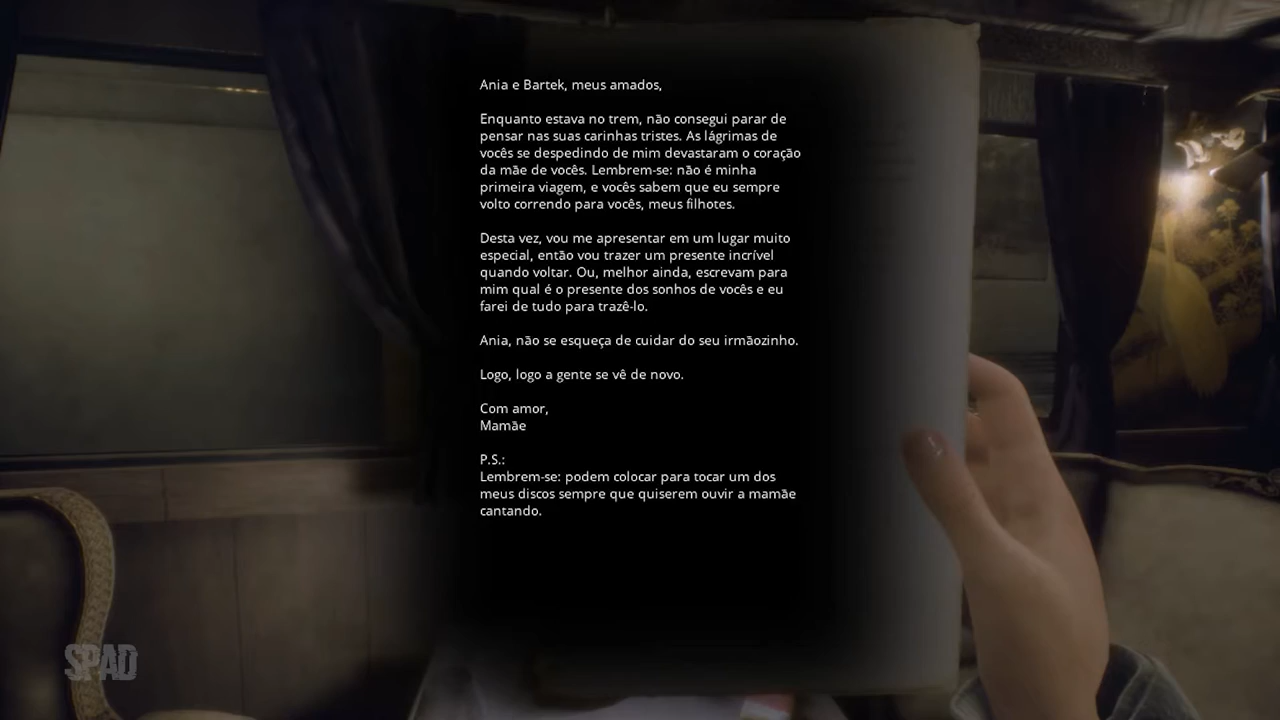 Ania e Bartek, meus amados,
Enquanto estava no trem, não consegui parar de
pensar nas suas carinhas tristes. As lágrimas de
vocês se despedindo de mim devastaram o coração
da mãe de vocês. Lembrem-se: não é minha
primeira viagem, e vocês sabem que eu sempre
volto correndo para vocês, meus filhotes.
Desta vez, vou me apresentar em um lugar muito
especial, então vou trazer um presente incrível
quando voltar. Ou, melhor ainda, escrevam para
mim qual é o presente dos sonhos de vocês e eu
farei de tudo para trazê-lo.
Ania, não se esqueça de cuidar do seu irmãozinho.
Logo, logo a gente se vê de novo.
Com amor,
Mamãe
P.S.:
Lembrem-se: podem colocar para tocar um dos
meus discos sempre que quiserem ouvir a mamãe
cantando.
SPAD